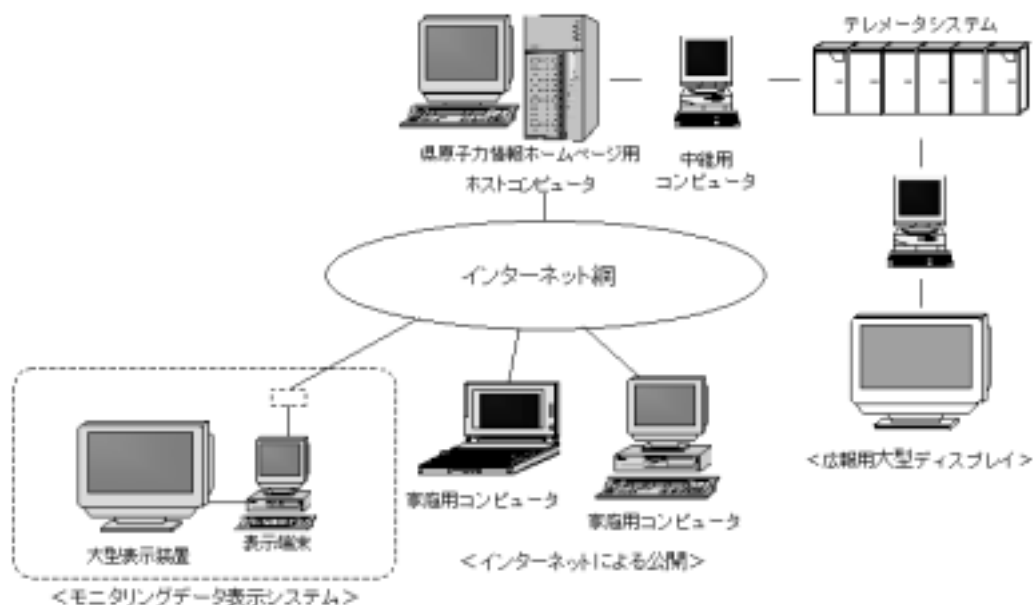 テレメータシステム
県原子力情報ホームページ用
ホストコンピュータ
中継用
コンピュータ
インターネット網
<広報用大型ディスプレイ>
家庭用コンピュータ
家庭用コンピュータ
<インターネットによる公開>
大型表示装置
表示端末
<モニタリングデータ表示システム>